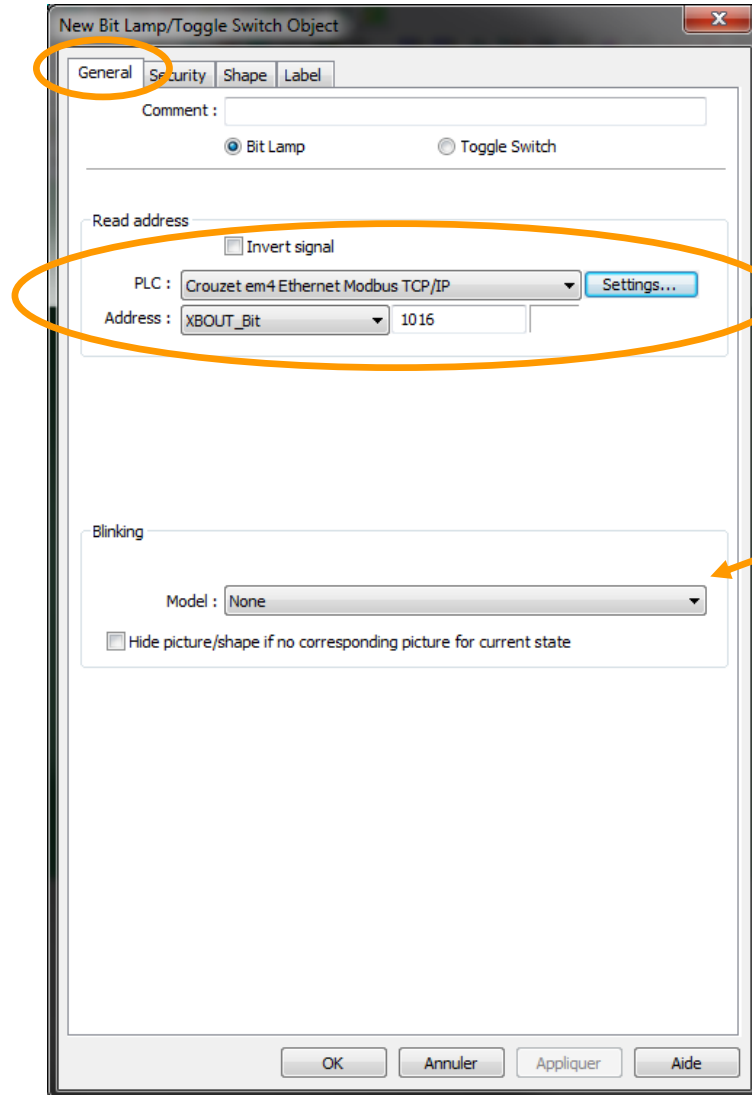 New Bit Lamp/Toggle Switch Object
General Security Shape Label
Comment :
Bit Lamp Toggle Switch
Read address
Invert signal
PLC : Crouzet em4 Ethernet Modbus TCP/IP Settings...
Address : XBOUT_Bit 1016
Blinking
Model : None
Hide picture/shape if no corresponding picture for current state
OK Annuler Appliquer Aide